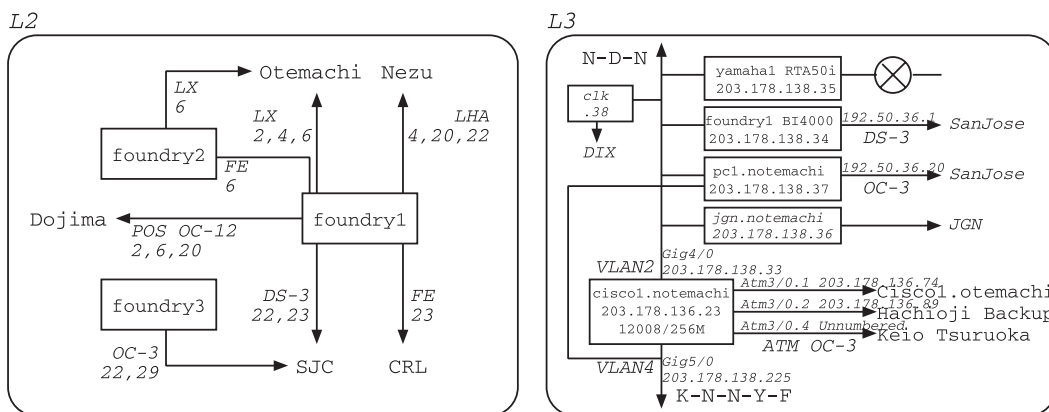 L2
Otemachi
Nezu
LX
6
LX
2,4,6
LHA
4,20,22
foundry2
FE
6
Dojima
foundry1
POS OC-12
2,6,20
foundry3
DS-3
22,23
FE
23
OC-3
22,29
SJC
CRL
L3
N-D-N
yamaha1 RTA50i
203.178.138.35
clk
.38
DIX
foundry1 BI4000
203.178.138.34
192.50.36.1
DS-3
SanJose
pc1.notemachi
203.178.138.37
192.50.36.20
OC-3
SanJose
jgn.notemachi
203.178.138.36
JGN
Gig4/0
203.178.138.33
VLAN2
cisco1.notemachi
203.178.136.23
12008/256M
Atm3/0.1 203.178.136.74
Cisco1.otemachi
Atm3/0.2 203.178.136.89
Hachioji Backup
Atm3/0.4 Unnumbered
Keio Tsuruoka
ATM OC-3
VLAN4
Gig5/0
203.178.138.225
K-N-N-Y-F